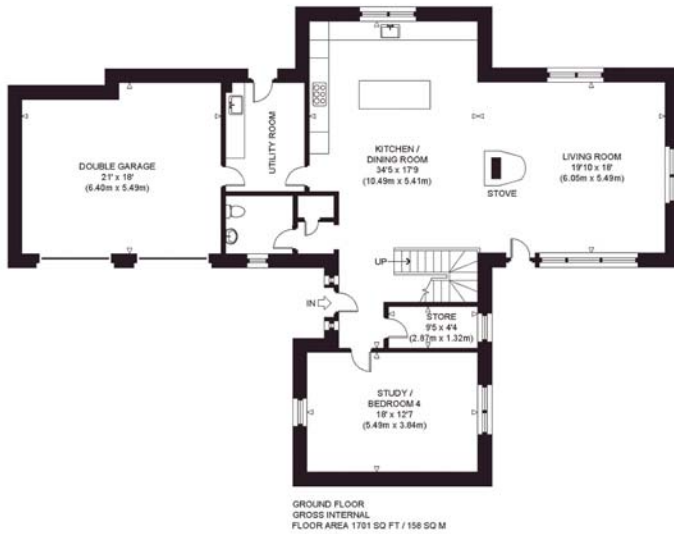 DOUBLE GARAGE
21' x 18'
(6.40m x 5.49m)
UTILITY ROOM
KITCHEN /
DINING ROOM
34'5 x 17'9
(10.49m x 5.41m)
STOVE
LIVING ROOM
19'10 x 18'
(6.05m x 5.49m)
UP
IN
STORE
9'5 x 4'4
(2.87m x 1.32m)
STUDY /
BEDROOM 4
18' x 12'7
(5.49m x 3.84m)
GROUND FLOOR
GROSS INTERNAL
FLOOR AREA 1701 SQ FT / 158 SQ M